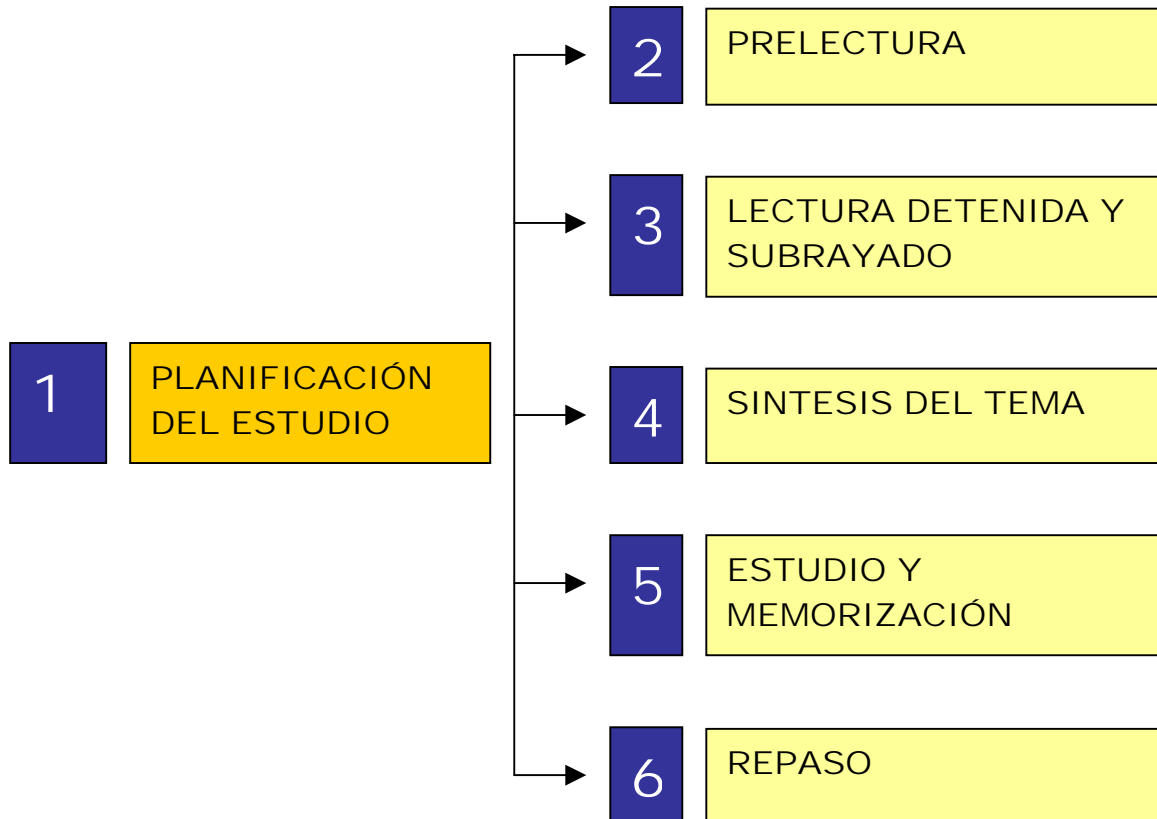 1
PLANIFICACIÓN
DEL ESTUDIO
2
PRELECTURA
3
LECTURA DETENIDA Y
SUBRAYADO
4
SINTESIS DEL TEMA
5
ESTUDIO Y
MEMORIZACIÓN
6
REPASO